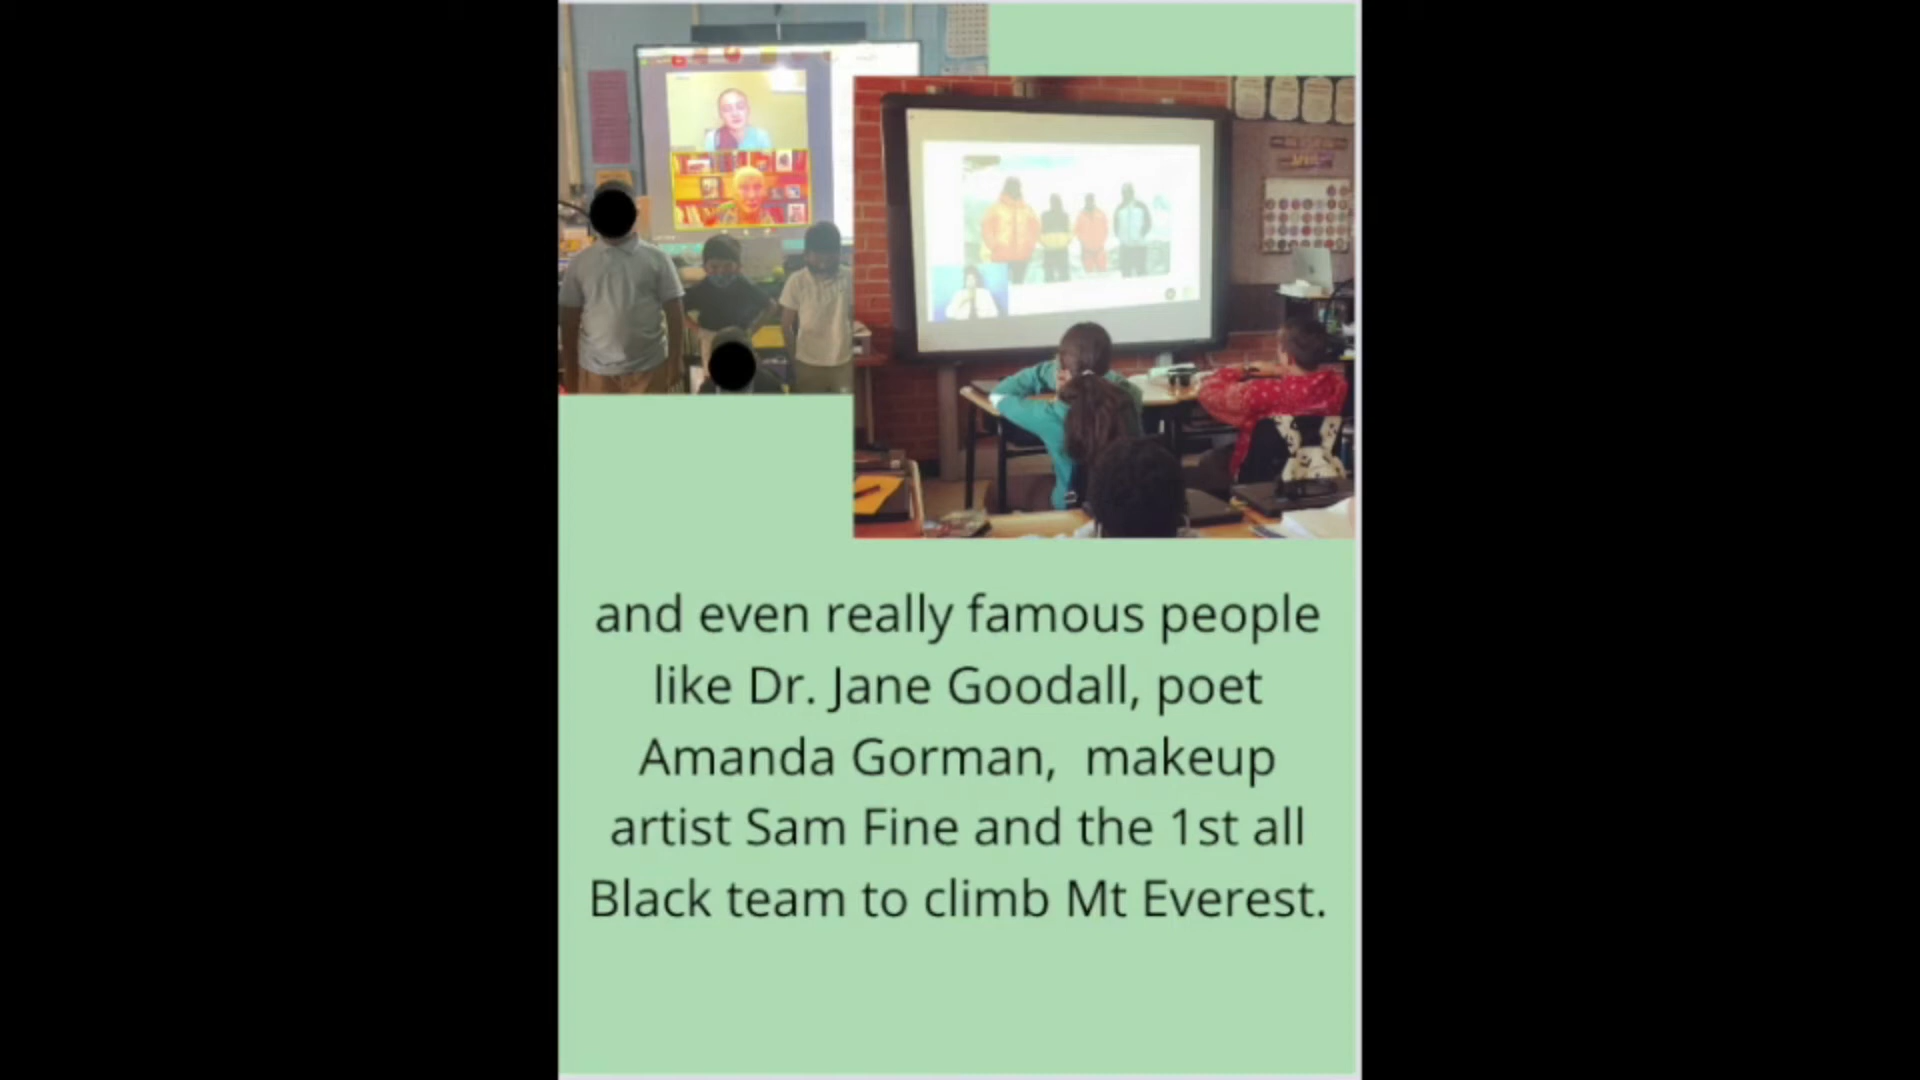 and even really famous people
like Dr. Jane Goodall, poet
Amanda Gorman,  makeup
artist Sam Fine and the 1st all
Black team to climb Mt Everest.